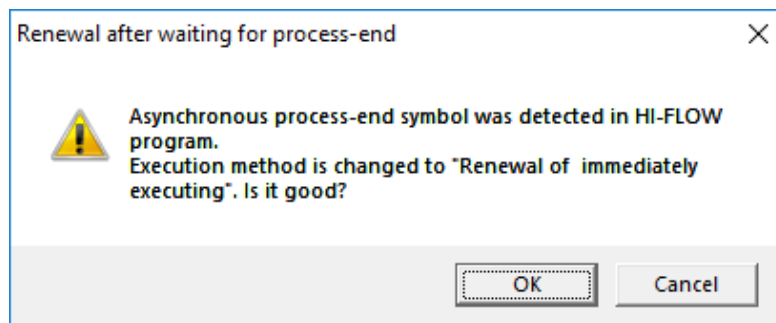 Renewal after waiting for process-end
Asynchronous process-end symbol was detected in HI-FLOW
program.
Execution method is changed to "Renewal of  immediately
executing". Is it good?
OK
Cancel